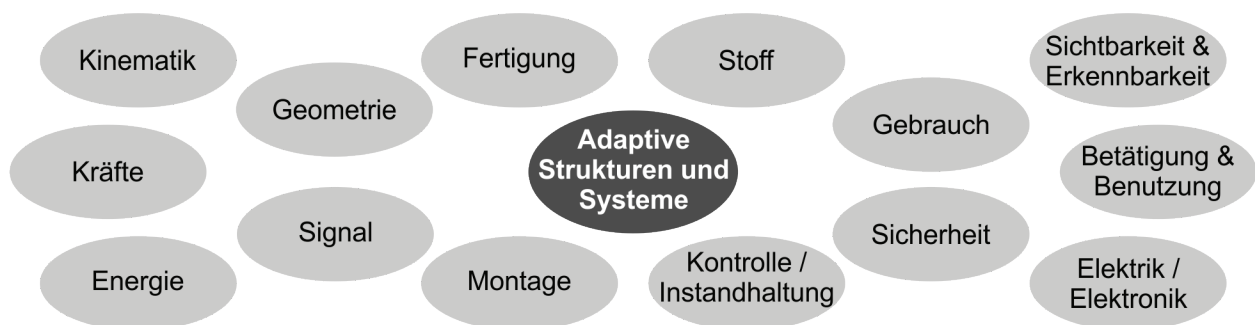 Kinematik
Fertigung
Stoff
Sichtbarkeit &
Erkennbarkeit
Geometrie
Gebrauch
Kräfte
Adaptive
Strukturen und
Systeme
Betätigung &
Benutzung
Signal
Sicherheit
Energie
Montage
Kontrolle /
Instandhaltung
Elektrik /
Elektronik